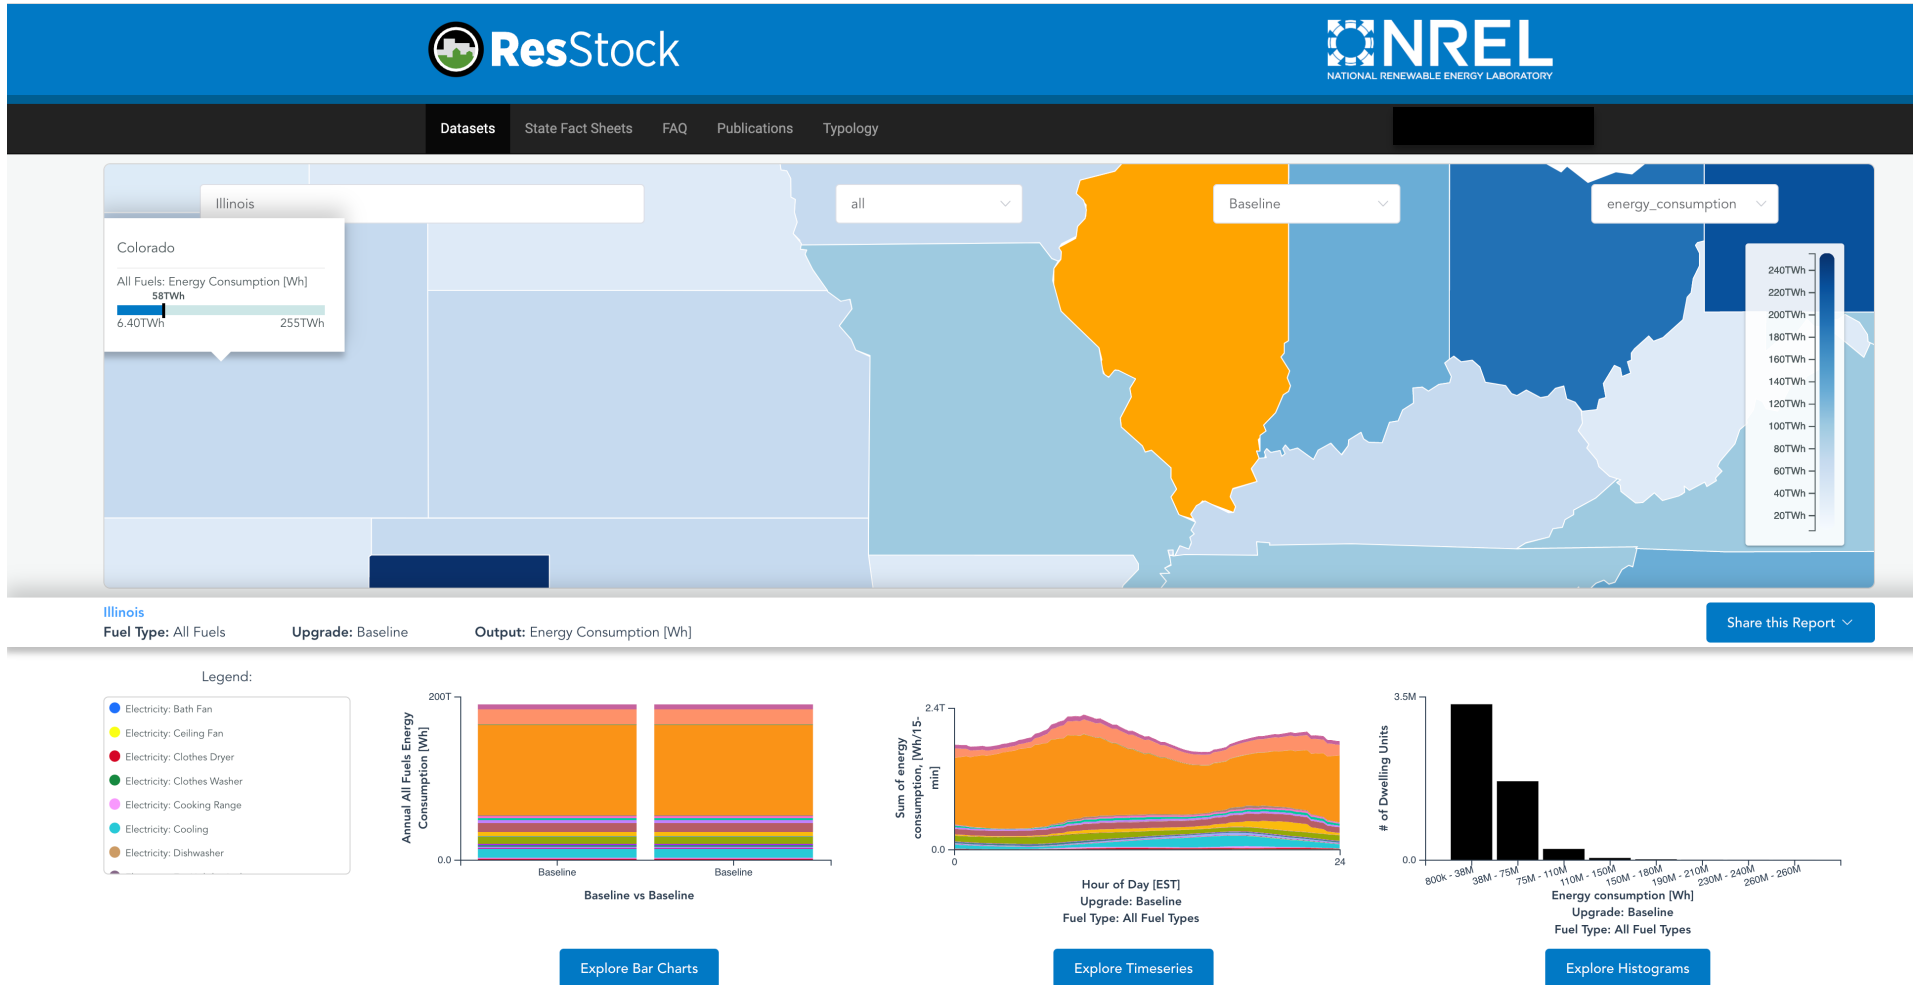 ResStock
NREL
NATIONAL RENEWABLE ENERGY LABORATORY
Datasets State Fact Sheets FAQ Publications Typology
Illinois
all
Baseline
energy_consumption
Colorado
All Fuels: Energy Consumption [Wh]
58TWh
6.40TWh 255TWh
240TWh
220TWh
200TWh
180TWh
160TWh
140TWh
120TWh
100TWh
80TWh
60TWh
40TWh
20TWh
Illinois
Fuel Type: All Fuels Upgrade: Baseline Output: Energy Consumption [Wh]
Share this Report
Legend:
Electricity: Bath Fan
Electricity: Ceiling Fan
Electricity: Clothes Dryer
Electricity: Clothes Washer
Electricity: Cooking Range
Electricity: Cooling
Electricity: Dishwasher
Annual All Fuels Energy
Consumption [Wh]
200T
0.0
Baseline Baseline
Baseline vs Baseline
Explore Bar Charts
Sum of energy
consumption, [Wh/15-
min]
2.4T
0.0
0 24
Hour of Day [EST]
Upgrade: Baseline
Fuel Type: All Fuel Types
Explore Timeseries
# of Dwelling Units
3.5M
0.0
800k - 38M
38M - 75M
75M - 110M
110M - 150M
150M - 180M
190M - 210M
230M - 240M
260M - 260M
Energy consumption [Wh]
Upgrade: Baseline
Fuel Type: All Fuel Types
Explore Histograms